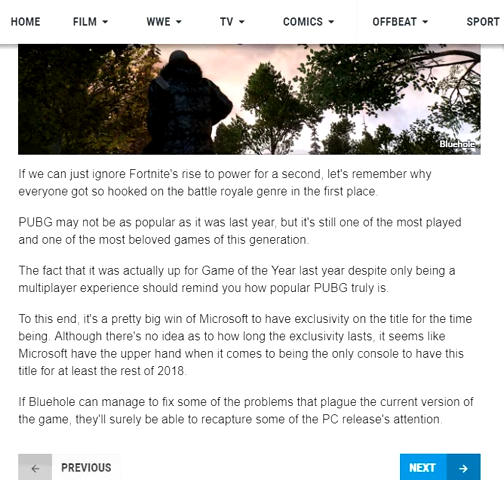 HOME FILM WWE TV COMICS OFFBEAT SPORT
Bluehole
If we can just ignore Fortnite's rise to power for a second, let's remember why
everyone got so hooked on the battle royale genre in the first place.
PUBG may not be as popular as it was last year, but it's still one of the most played
and one of the most beloved games of this generation.
The fact that it was actually up for Game of the Year last year despite only being a
multiplayer experience should remind you how popular PUBG truly is.
To this end, it's a pretty big win of Microsoft to have exclusivity on the title for the time
being. Although there's no idea as to how long the exclusivity lasts, it seems like
Microsoft have the upper hand when it comes to being the only console to have this
title for at least the rest of 2018.
If Bluehole can manage to fix some of the problems that plague the current version of
the game, they'll surely be able to recapture some of the PC release's attention.
← PREVIOUS NEXT →